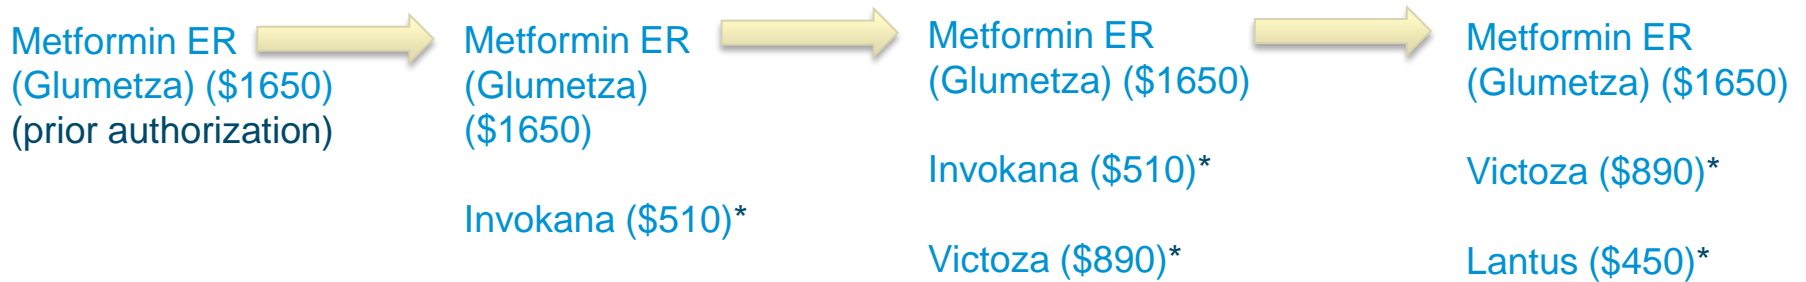 Metformin ER
(Glumetza) ($1650)
(prior authorization)
Metformin ER
(Glumetza)
($1650)
Invokana ($510)*
Metformin ER
(Glumetza) ($1650)
Invokana ($510)*
Victoza ($890)*
Metformin ER
(Glumetza) ($1650)
Victoza ($890)*
Lantus ($450)*